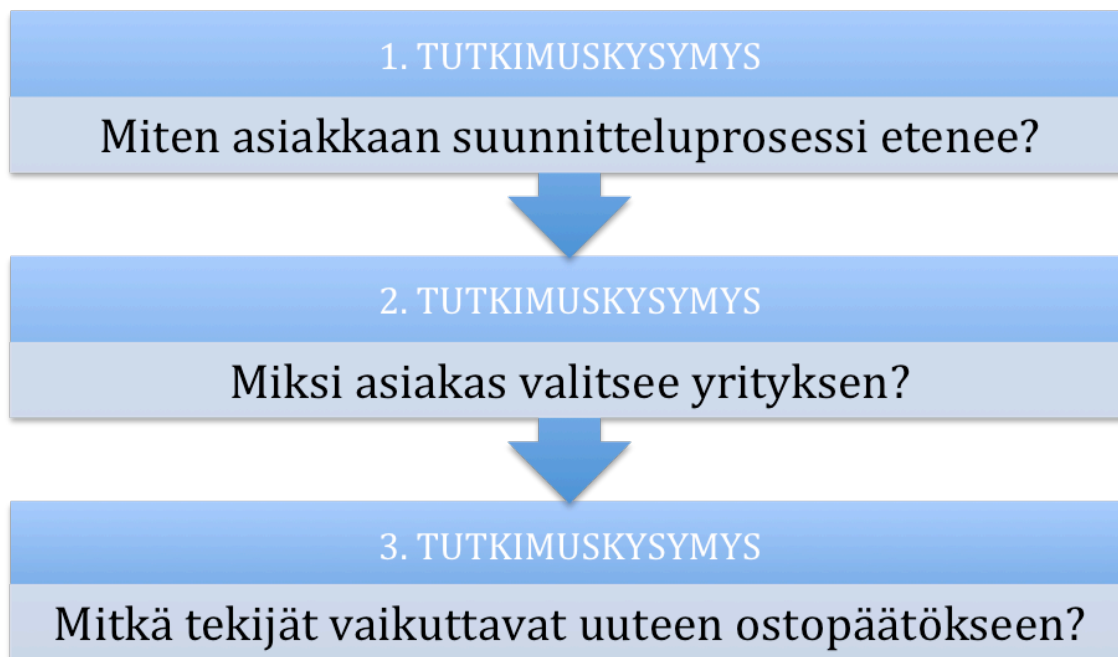 1. TUTKIMUSKYSYMYS
Miten asiakkaan suunnitteluprosessi etenee?
2. TUTKIMUSKYSYMYS
Miksi asiakas valitsee yrityksen?
3. TUTKIMUSKYSYMYS
Mitkä tekijät vaikuttavat uuteen ostopäätökseen?